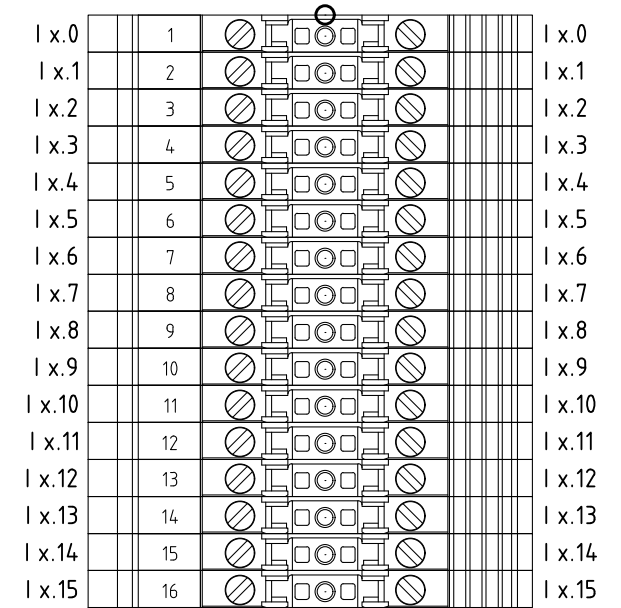 I x.0 1 I x.0
I x.1 2 I x.1
I x.2 3 I x.2
I x.3 4 I x.3
I x.4 5 I x.4
I x.5 6 I x.5
I x.6 7 I x.6
I x.7 8 I x.7
I x.8 9 I x.8
I x.9 10 I x.9
I x.10 11 I x.10
I x.11 12 I x.11
I x.12 13 I x.12
I x.13 14 I x.13
I x.14 15 I x.14
I x.15 16 I x.15